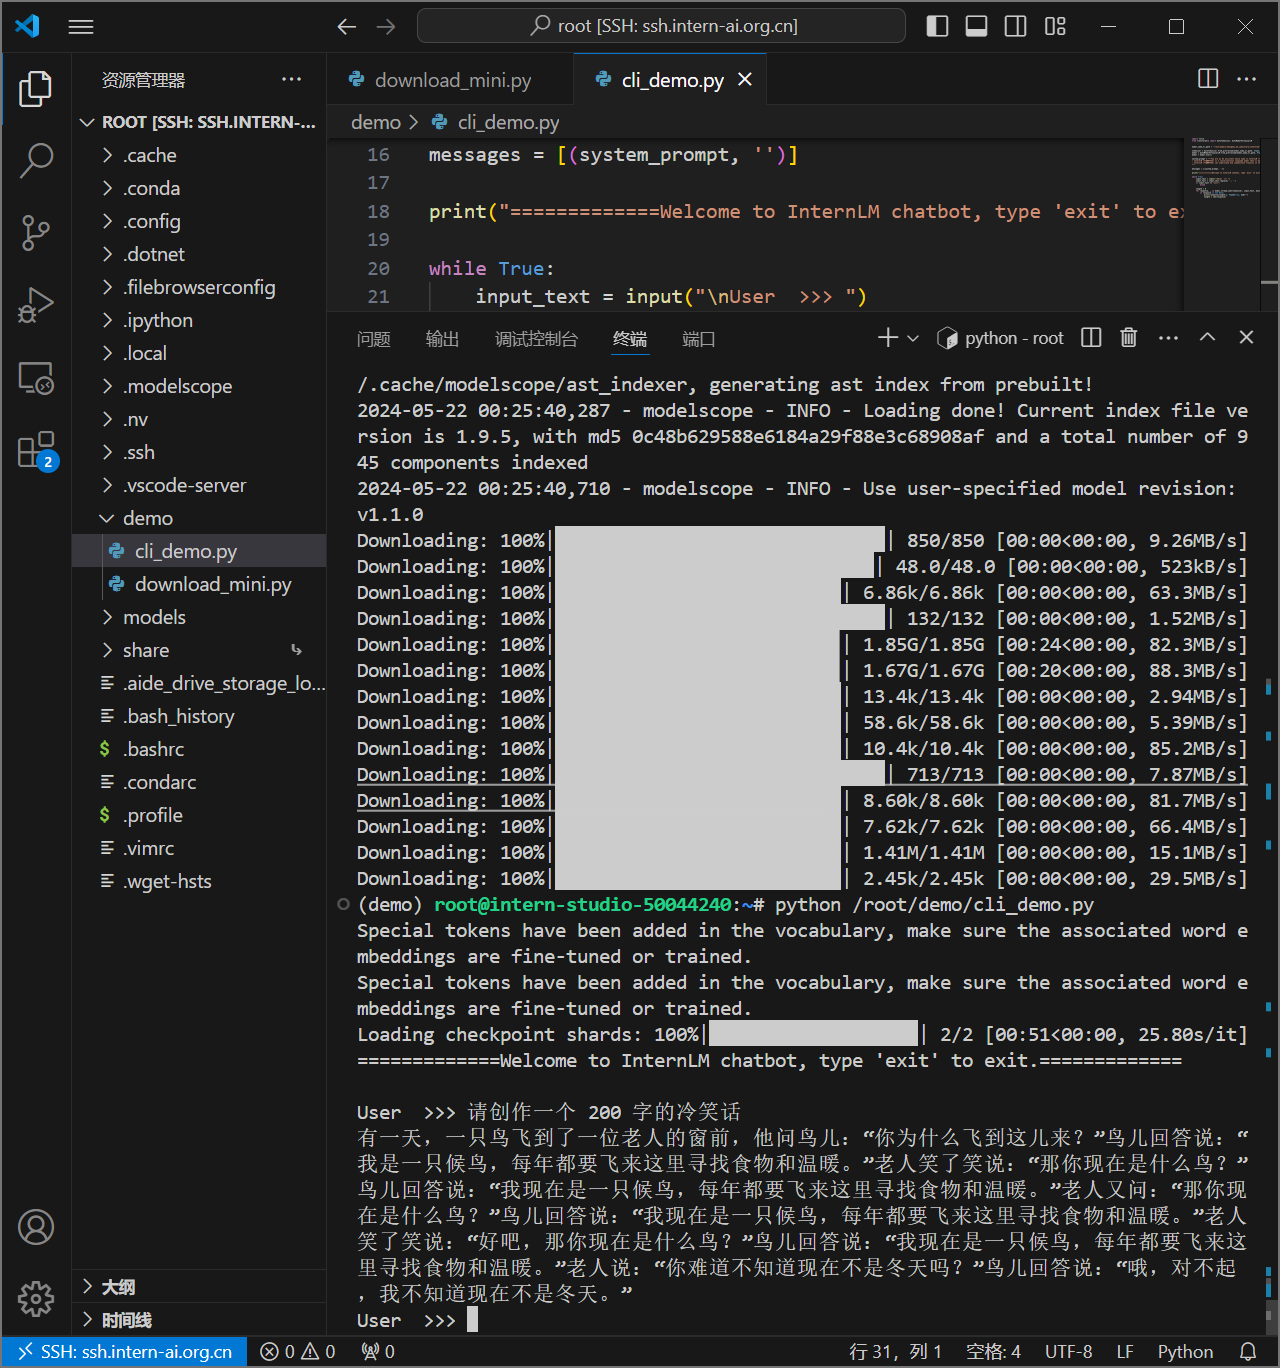 root [SSH: ssh.intern-ai.org.cn]
资源管理器
ROOT [SSH: SSH.INTERN-...
.cache
.conda
.config
.dotnet
.filebrowserconfig
.ipython
.local
.modelscope
.nv
.ssh
.vscode-server
demo
cli_demo.py
download_mini.py
models
share
.aide_drive_storage_lo...
.bash_history
$ .bashrc
.condarc
$ .profile
.vimrc
.wget-hsts
大纲
时间线
2
download_mini.py
cli_demo.py
demo > cli_demo.py
16 messages = [(system_prompt, '')]
17
18 print("=============Welcome to InternLM chatbot, type 'exit' to ex
19
20 while True:
21 input_text = input("\nUser  >>> ")
问题 输出 调试控制台 终端 端口
python - root
/.cache/modelscope/ast_indexer, generating ast index from prebuilt!
2024-05-22 00:25:40,287 - modelscope - INFO - Loading done! Current index file ve
rsion is 1.9.5, with md5 0c48b629588e6184a29f88e3c68908af and a total number of 9
45 components indexed
2024-05-22 00:25:40,710 - modelscope - INFO - Use user-specified model revision:
v1.1.0
Downloading: 100%| | 850/850 [00:00<00:00, 9.26MB/s]
Downloading: 100%| | 48.0/48.0 [00:00<00:00, 523kB/s]
Downloading: 100%| | 6.86k/6.86k [00:00<00:00, 63.3MB/s]
Downloading: 100%| | 132/132 [00:00<00:00, 1.52MB/s]
Downloading: 100%| | 1.85G/1.85G [00:24<00:00, 82.3MB/s]
Downloading: 100%| | 1.67G/1.67G [00:20<00:00, 88.3MB/s]
Downloading: 100%| | 13.4k/13.4k [00:00<00:00, 2.94MB/s]
Downloading: 100%| | 58.6k/58.6k [00:00<00:00, 5.39MB/s]
Downloading: 100%| | 10.4k/10.4k [00:00<00:00, 85.2MB/s]
Downloading: 100%| | 713/713 [00:00<00:00, 7.87MB/s]
Downloading: 100%| | 8.60k/8.60k [00:00<00:00, 81.7MB/s]
Downloading: 100%| | 7.62k/7.62k [00:00<00:00, 66.4MB/s]
Downloading: 100%| | 1.41M/1.41M [00:00<00:00, 15.1MB/s]
Downloading: 100%| | 2.45k/2.45k [00:00<00:00, 29.5MB/s]
(demo) root@intern-studio-50044240:~# python /root/demo/cli_demo.py
Special tokens have been added in the vocabulary, make sure the associated word e
mbeddings are fine-tuned or trained.
Special tokens have been added in the vocabulary, make sure the associated word e
mbeddings are fine-tuned or trained.
Loading checkpoint shards: 100%| | 2/2 [00:51<00:00, 25.80s/it]
=============Welcome to InternLM chatbot, type 'exit' to exit.=============
User  >>> 请创作一个 200 字的冷笑话
有一天，一只鸟飞到了一位老人的窗前，他问鸟儿：“你为什么飞到这儿来？”鸟儿回答说：“
我是一只候鸟，每年都要飞来这里寻找食物和温暖。”老人笑了笑说：“那你现在是什么鸟？”
鸟儿回答说：“我现在是一只候鸟，每年都要飞来这里寻找食物和温暖。”老人又问：“那你现
在是什么鸟？”鸟儿回答说：“我现在是一只候鸟，每年都要飞来这里寻找食物和温暖。”老人
笑了笑说：“好吧，那你现在是什么鸟？”鸟儿回答说：“我现在是一只候鸟，每年都要飞来这
里寻找食物和温暖。”老人说：“你难道不知道现在不是冬天吗？”鸟儿回答说：“哦，对不起
，我不知道现在不是冬天。”
User  >>>
SSH: ssh.intern-ai.org.cn 0 0 0 行 31，列 1 空格: 4 UTF-8 LF Python